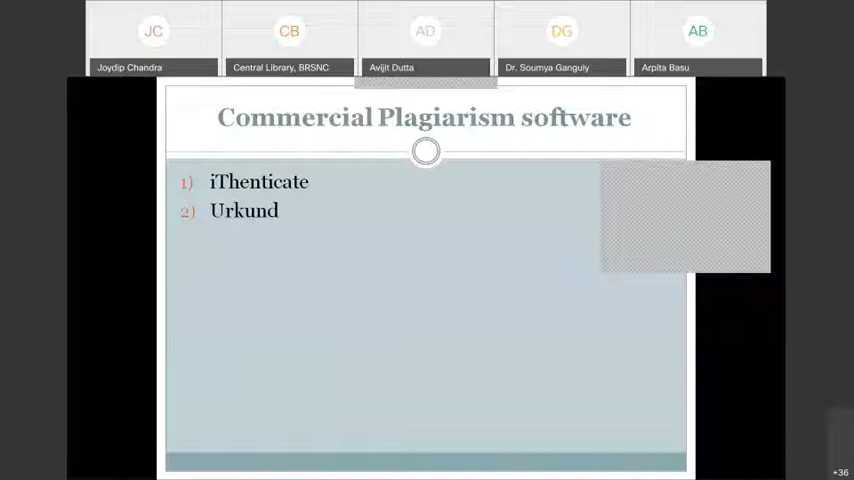 JC
CB
AD
DG
AB
Joydip Chandra
Central Library, BRSNC
Avijit Dutta
Dr. Soumya Ganguly
Arpita Basu
Commercial Plagiarism software
1) iThenticate
2) Urkund
+36